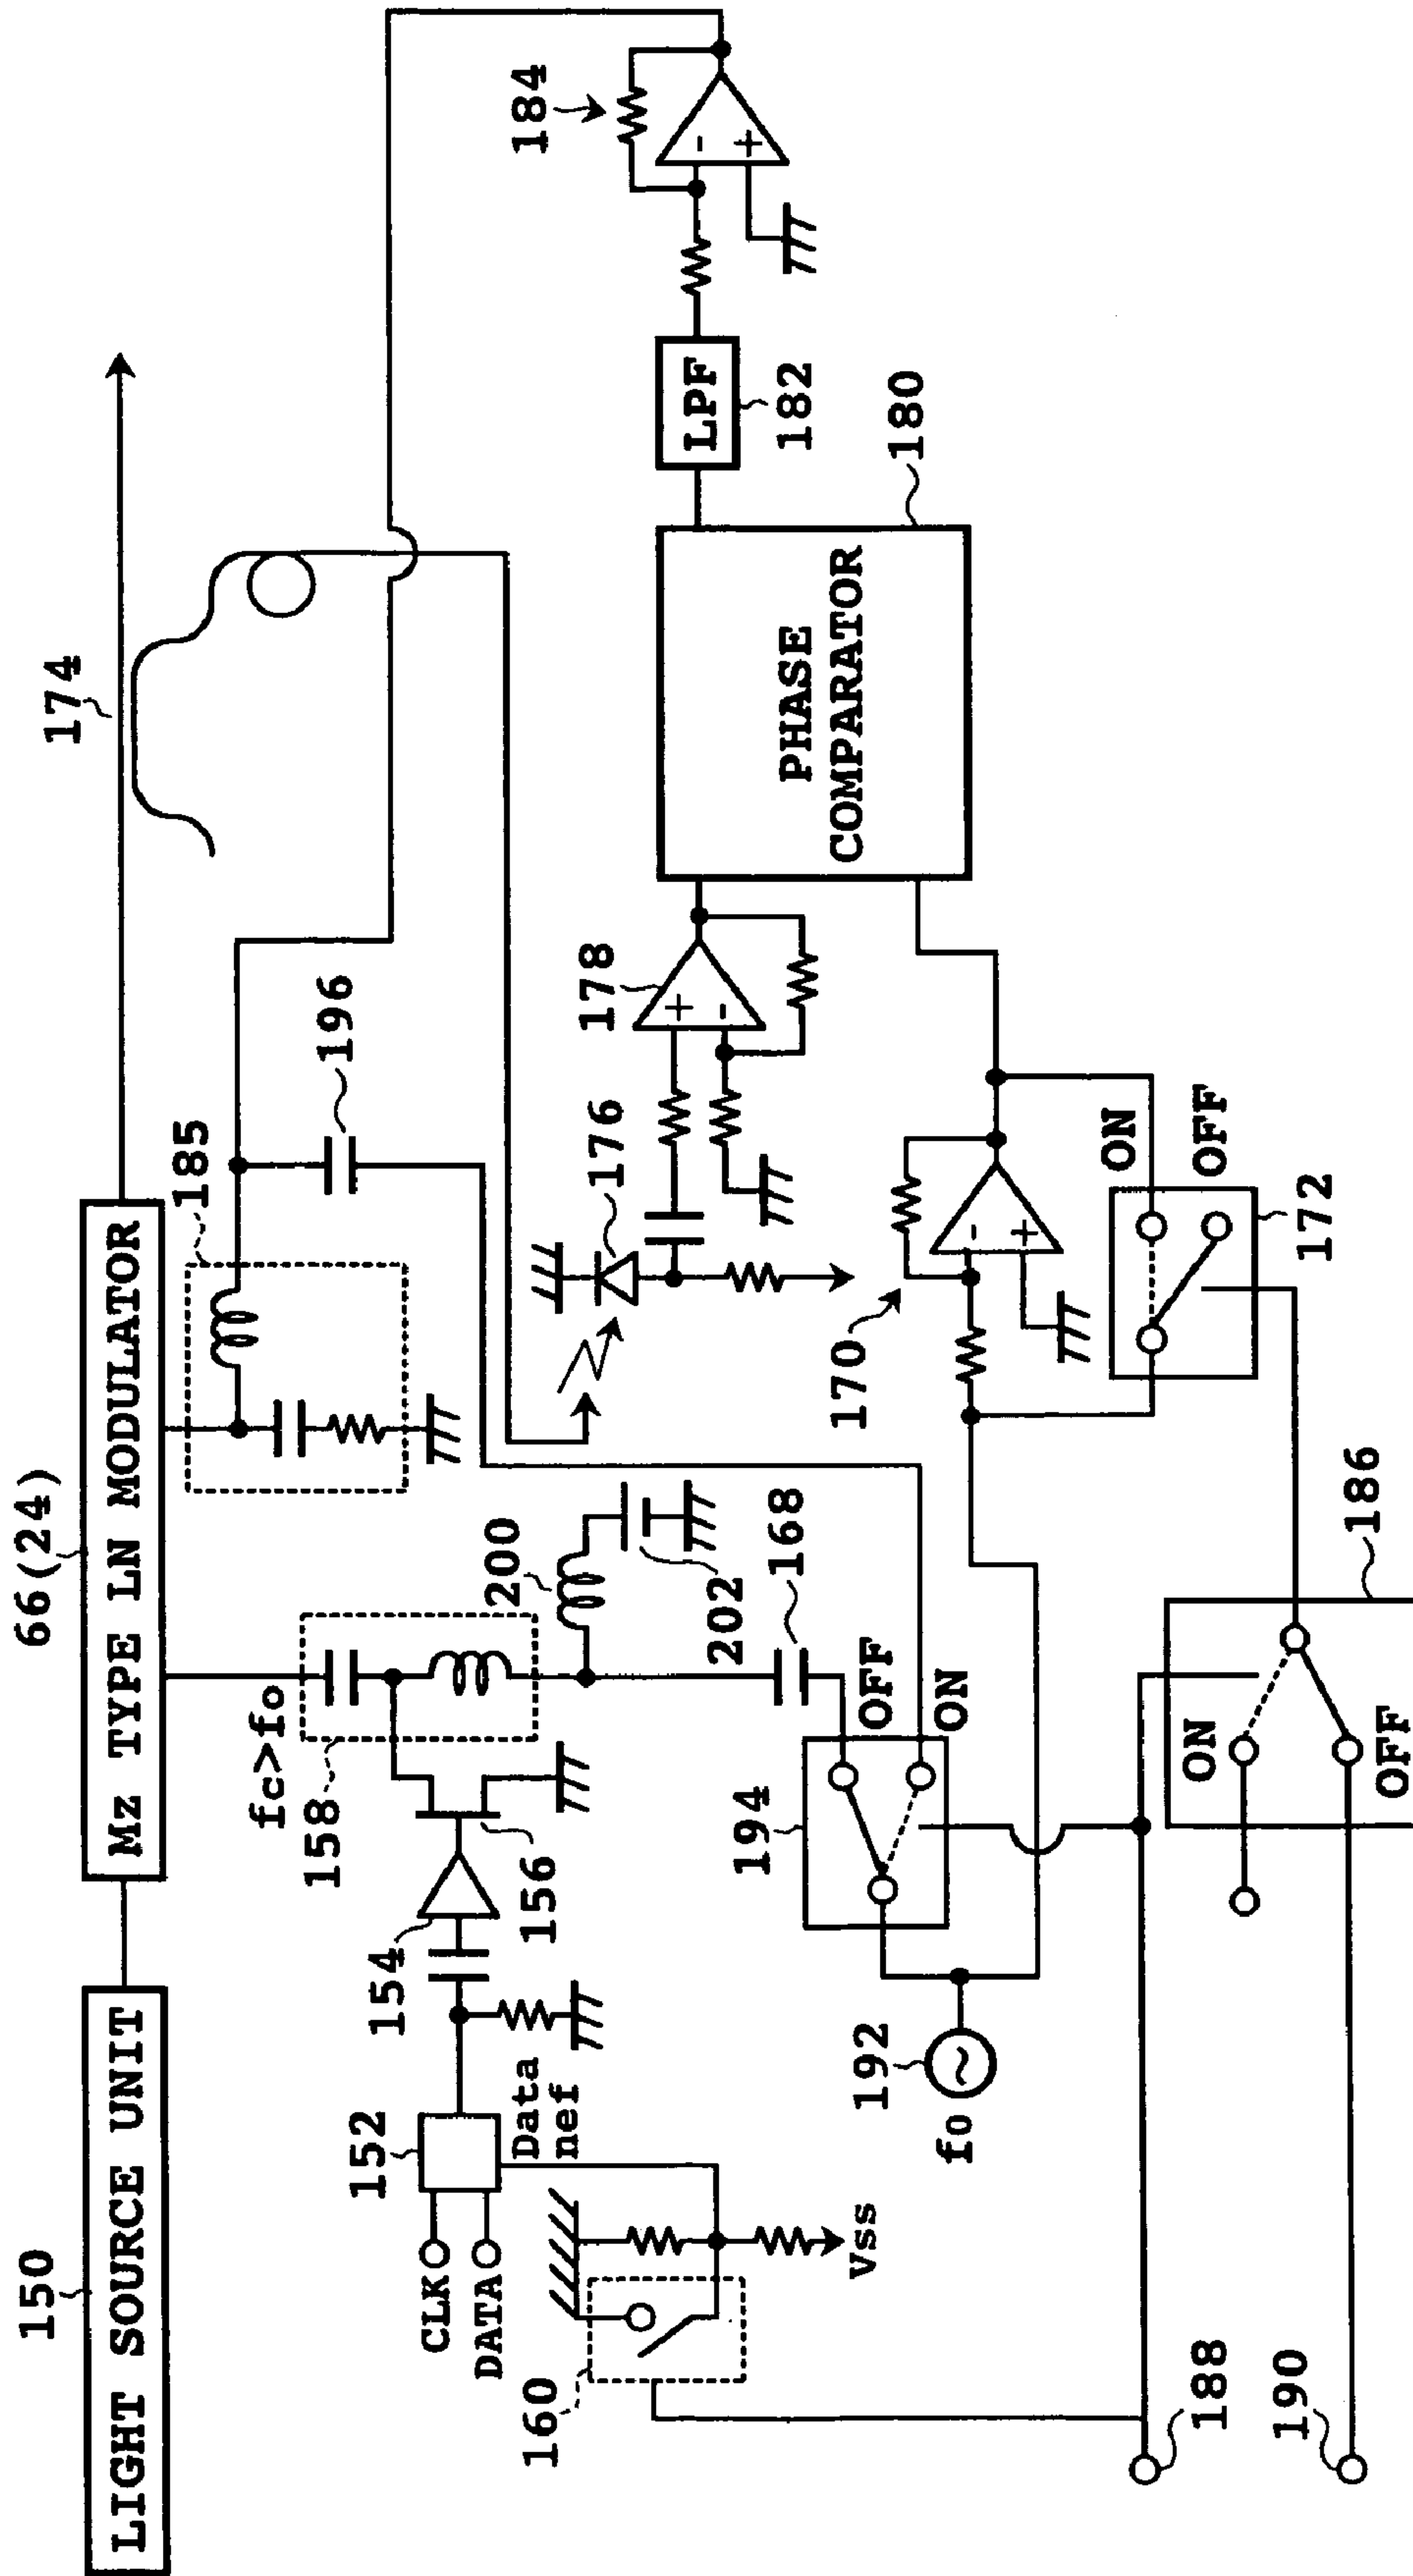 150
LIGHT SOURCE UNIT
66(24)
Mz TYPE LN MODULATOR
174
185
196
184
fc>fo
158
200
202
168
176
178
LPF
182
PHASE
COMPARATOR
180
152
CLK
DATA
Data
nef
154
156
160
Vss
192
fo
194
OFF
ON
170
-
+
+
-
-
+
ON
OFF
172
186
ON
OFF
188
190